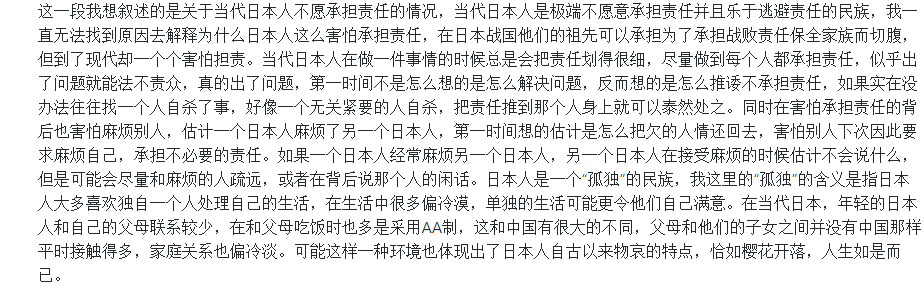 这一段我想叙述的是关于当代日本人不愿承担责任的情况，当代日本人是极端不愿意承担责任并且乐于逃避责任的民族，我一
直无法找到原因去解释为什么日本人这么害怕承担责任，在日本战国他们的祖先可以承担为了承担战败责任保全家族而切腹，
但到了现代却一个个害怕担责。当代日本人在做一件事情的时候总是会把责任划得很细，尽量做到每个人都承担责任，似乎出
了问题就能法不责众，真的出了问题，第一时间不是怎么想的是怎么解决问题，反而想的是怎么推诿不承担责任，如果实在没
办法往往找一个人自杀了事，好像一个无关紧要的人自杀，把责任推到那个人身上就可以泰然处之。同时在害怕承担责任的背
后也害怕麻烦别人，估计一个日本人麻烦了另一个日本人，第一时间想的估计是怎么把欠的人情还回去，害怕别人下次因此要
求麻烦自己，承担不必要的责任。如果一个日本人经常麻烦另一个日本人，另一个日本人在接受麻烦的时候估计不会说什么，
但是可能会尽量和麻烦的人疏远，或者在背后说那个人的闲话。日本人是一个“孤独”的民族，我这里的“孤独”的含义是指日本
人大多喜欢独自一个人处理自己的生活，在生活中很多偏冷漠，单独的生活可能更令他们自己满意。在当代日本，年轻的日本
人和自己的父母联系较少，在和父母吃饭时也多是采用AA制，这和中国有很大的不同，父母和他们的子女之间并没有中国那样
平时接触得多，家庭关系也偏冷淡。可能这样一种环境也体现出了日本人自古以来物哀的特点，恰如樱花开落，人生如是而
已。